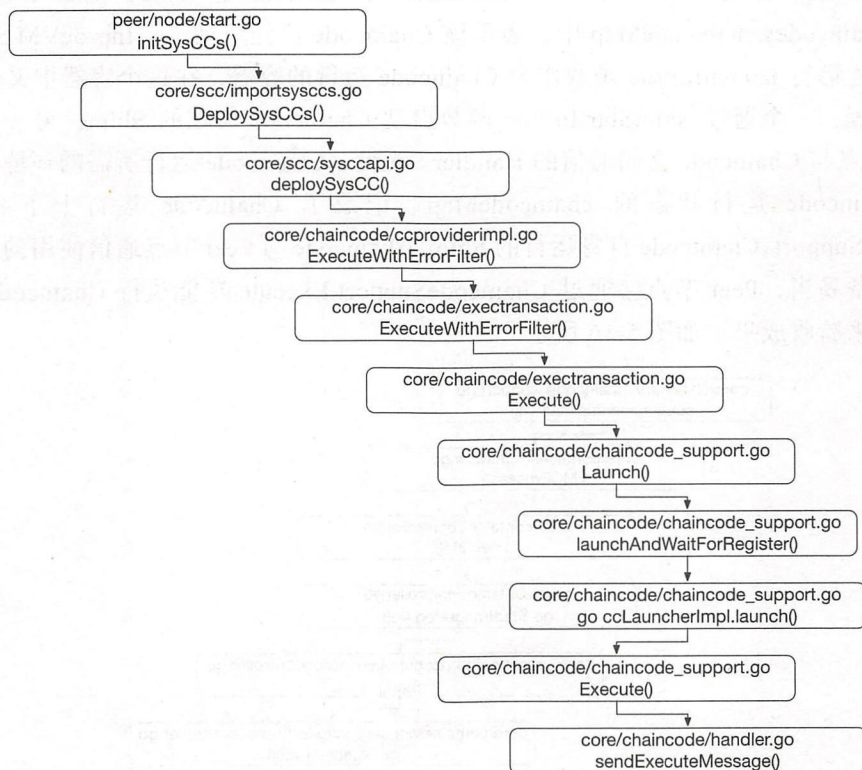 peer/node/start.go
initSysCCs()
core/scc/importsysccs.go
DeploySysCCs()
core/scc/sysccapi.go
deploySysCC()
core/chaincode/ccproviderimpl.go
ExecuteWithErrorFilter()
core/chaincode/exectransaction.go
ExecuteWithErrorFilter()
core/chaincode/exectransaction.go
Execute()
core/chaincode/chaincode_support.go
Launch()
core/chaincode/chaincode_support.go
launchAndWaitForRegister()
core/chaincode/chaincode_support.go
go ccLauncherImpl.launch()
core/chaincode/chaincode_support.go
Execute()
core/chaincode/handler.go
sendExecuteMessage()